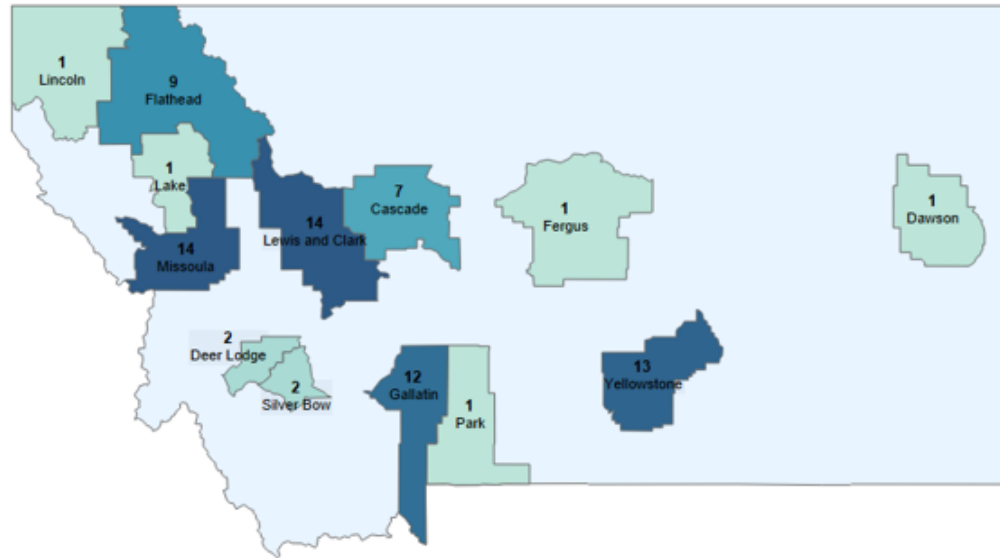 1
Lincoln
9
Flathead
1
Lake
7
Cascade
14
Lewis and Clark
1
Fergus
1
Dawson
14
Missoula
2
Deer Lodge
2
Silver Bow
12
Gallatin
1
Park
13
Yellowstone